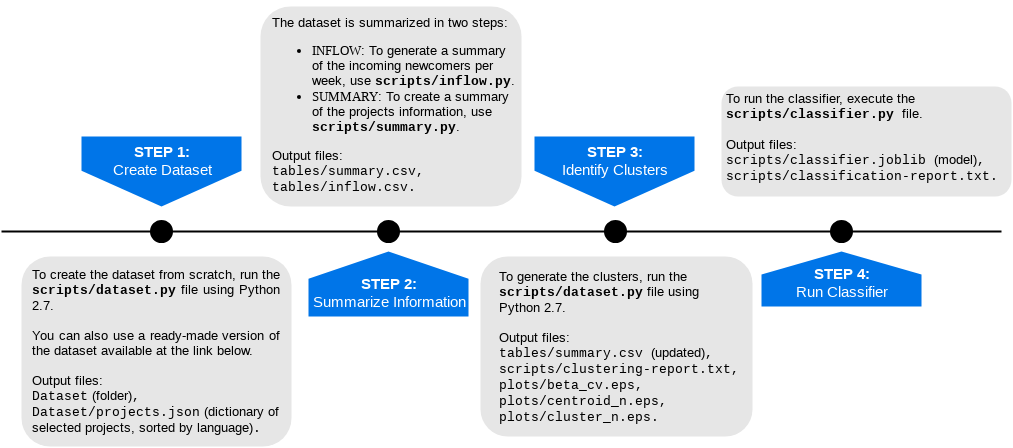 STEP 1:
Create Dataset
To create the dataset from scratch, run the
scripts/dataset.py file using Python
2.7.
You can also use a ready-made version of
the dataset available at the link below.
Output files:
Dataset (folder),
Dataset/projects.json (dictionary of
selected projects, sorted by language).
The dataset is summarized in two steps:
• INFLOW: To generate a summary
of the incoming newcomers per
week, use scripts/inflow.py.
• SUMMARY: To create a summary
of the projects information, use
scripts/summary.py.
Output files:
tables/summary.csv,
tables/inflow.csv.
STEP 2:
Summarize Information
STEP 3:
Identify Clusters
To generate the clusters, run the
scripts/dataset.py file using
Python 2.7.
Output files:
tables/summary.csv (updated),
scripts/clustering-report.txt,
plots/beta_cv.eps,
plots/centroid_n.eps,
plots/cluster_n.eps.
To run the classifier, execute the
scripts/classifier.py file.
Output files:
scripts/classifier.joblib (model),
scripts/classification-report.txt.
STEP 4:
Run Classifier